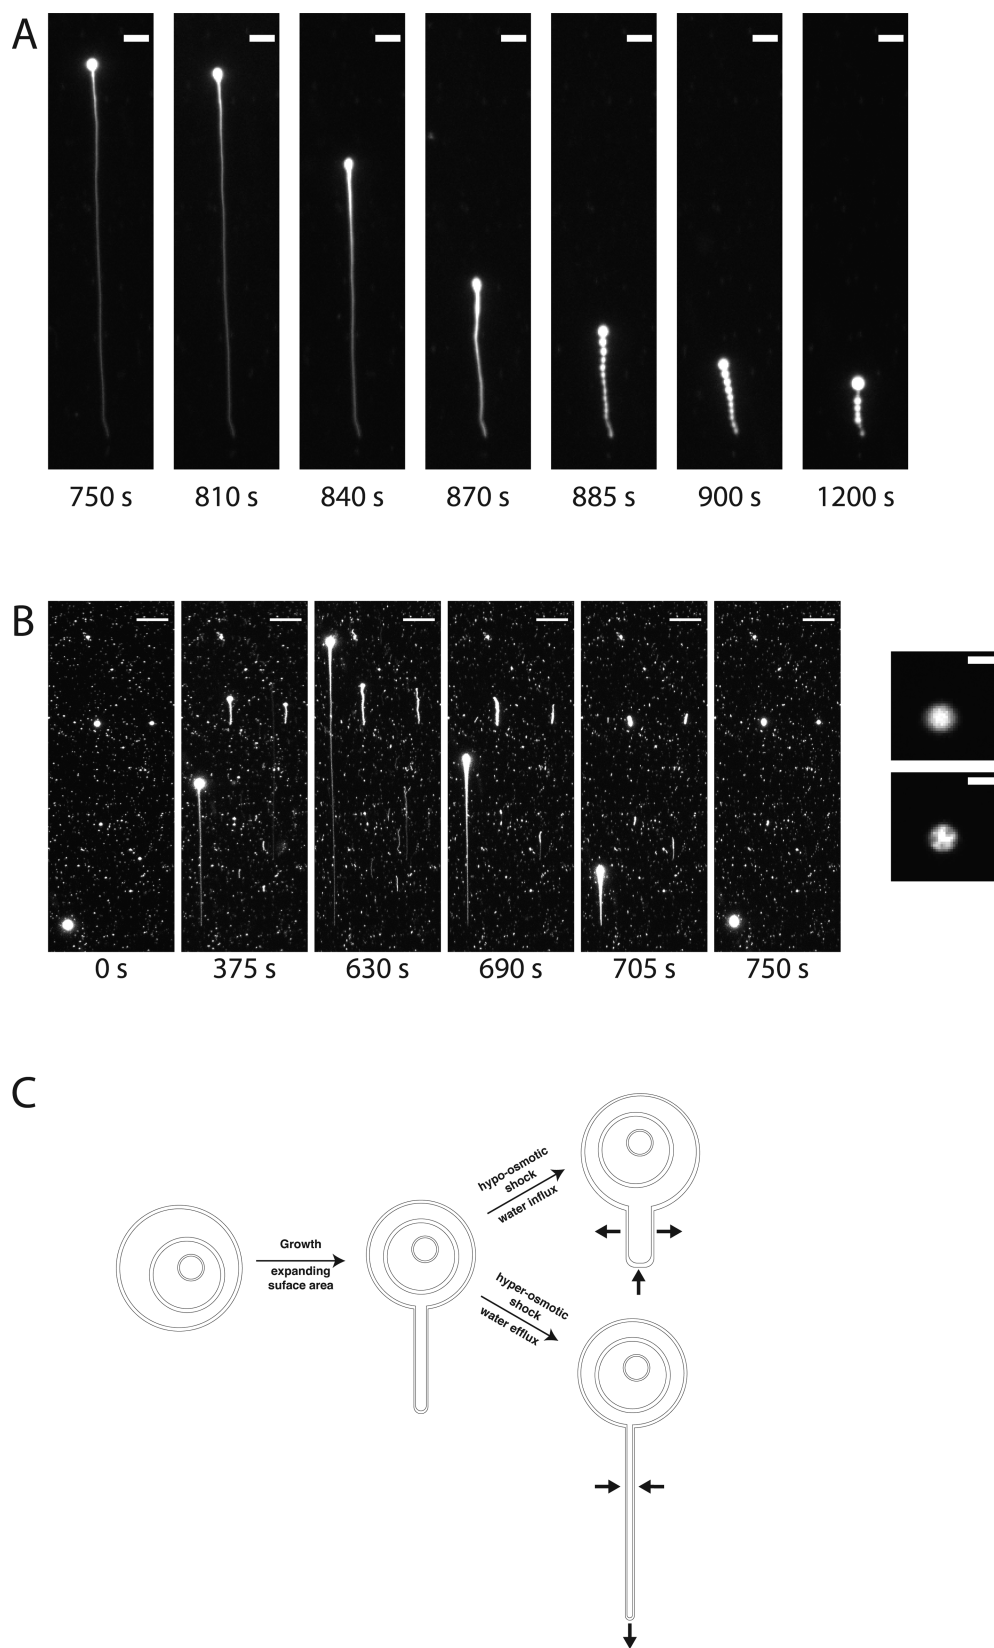 A
750 s
810 s
840 s
870 s
885 s
900 s
1200 s
B
0 s
375 s
630 s
690 s
705 s
750 s
C
Growth
expanding
suface area
hypo-osmotic
shock
water influx
hyper-osmotic
shock
water efflux